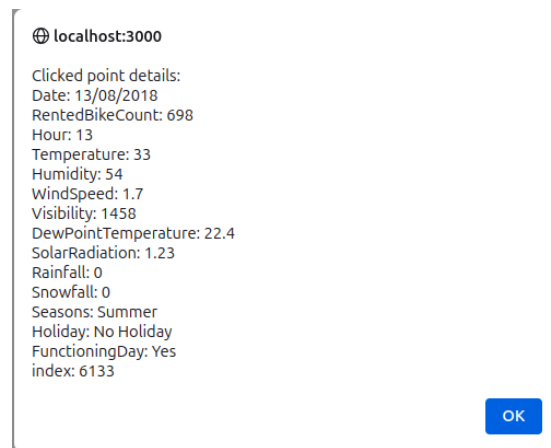 localhost:3000
Clicked point details:
Date: 13/08/2018
RentedBikeCount: 698
Hour: 13
Temperature: 33
Humidity: 54
WindSpeed: 1.7
Visibility: 1458
DewPointTemperature: 22.4
SolarRadiation: 1.23
Rainfall: 0
Snowfall: 0
Seasons: Summer
Holiday: No Holiday
FunctioningDay: Yes
index: 6133
OK